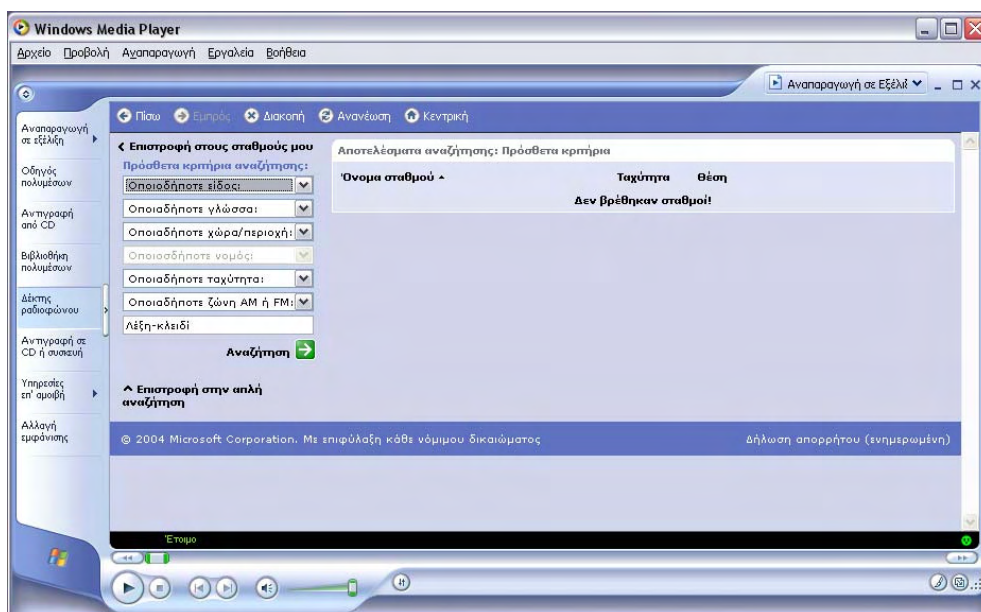 Windows Media Player
Αρχείο Προβολή Αναπαραγωγή Εργαλεία Βοήθεια
Αναπαραγωγή σε Εξέλιξ
Πίσω Εμπρός Διακοπή Ανανέωση Κεντρική
Αναπαραγωγή
σε εξέλιξη
Οδηγός
πολυμέσων
Αντιγραφή
από CD
Βιβλιοθήκη
πολυμέσων
Δέκτης
ραδιοφώνου
Αντιγραφή σε
CD ή συσκευή
Υπηρεσίες
επ' αμοιβή
Αλλαγή
εμφάνισης
Επιστροφή στους σταθμούς μου
Πρόσθετα κριτήρια αναζήτησης:
Οποιοδήποτε είδος:
Οποιαδήποτε γλώσσα:
Οποιαδήποτε χώρα/περιοχή:
Οποιοσδήποτε νομός:
Οποιαδήποτε ταχύτητα:
Οποιαδήποτε ζώνη AM ή FM:
Λέξη-κλειδί
Αναζήτηση
Επιστροφή στην απλή
αναζήτηση
Αποτελέσματα αναζήτησης: Πρόσθετα κριτήρια
Όνομα σταθμού Ταχύτητα Θέση
Δεν βρέθηκαν σταθμοί!
© 2004 Microsoft Corporation. Με επιφύλαξη κάθε νόμιμου δικαιώματος Δήλωση απορρήτου (ενημερωμένη)
Έτοιμο